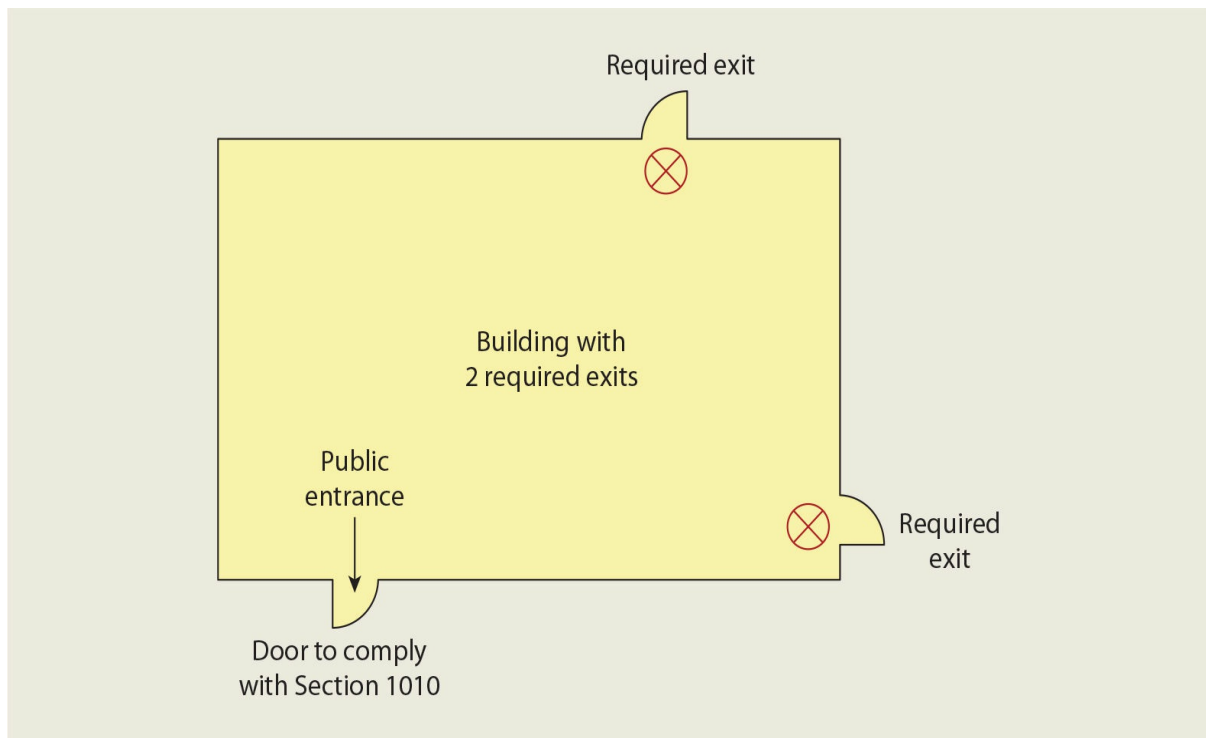 Required exit
Building with
2 required exits
Public
entrance
Required
exit
Door to comply
with Section 1010